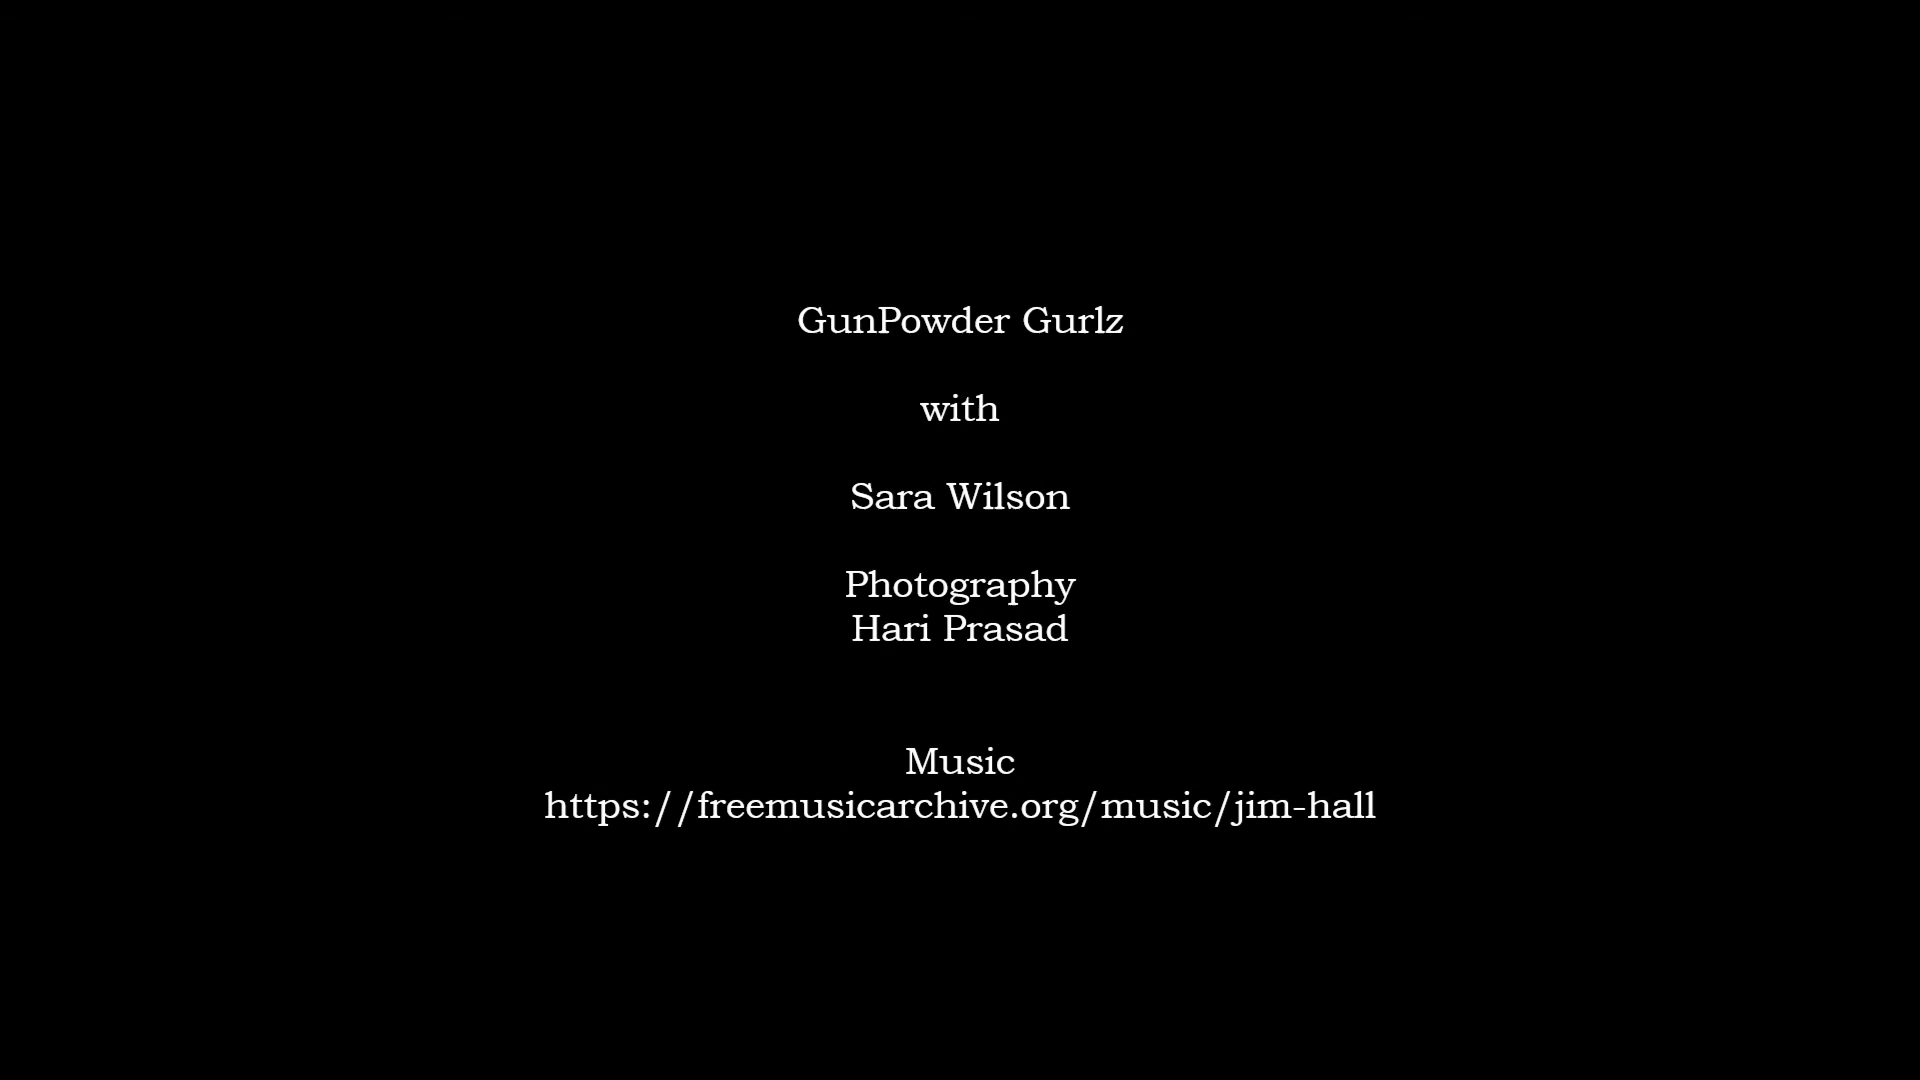 GunPowder Gurlz
with
Sara Wilson
Photography
Hari Prasad
Music
https://freemusicarchive.org/music/jim-hall